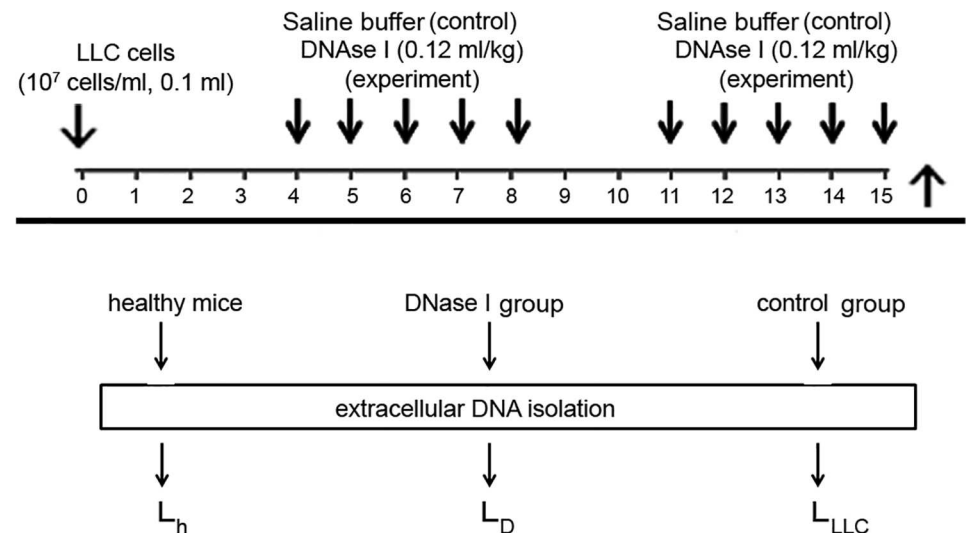 LLC cells
(10⁷ cells/ml, 0.1 ml)
Saline buffer (control)
DNAse I (0.12 ml/kg)
(experiment)
Saline buffer (control)
DNAse I (0.12 ml/kg)
(experiment)
0 1 2 3 4 5 6 7 8 9 10 11 12 13 14 15
healthy mice DNase I group control group
extracellular DNA isolation
Lh LD LLLC